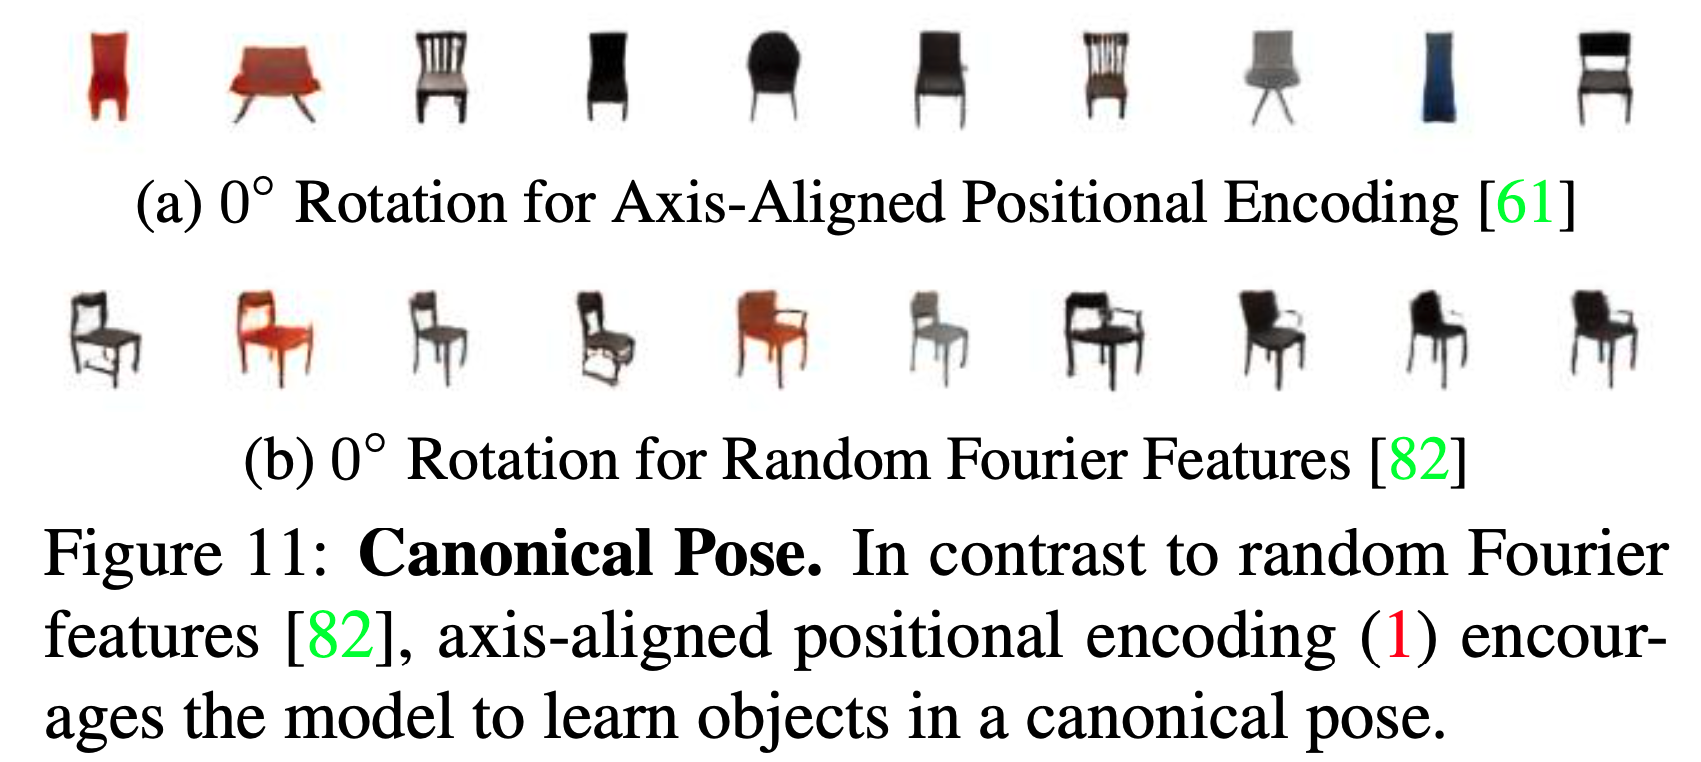 (a) 0° Rotation for Axis-Aligned Positional Encoding [61]
(b) 0° Rotation for Random Fourier Features [82]
Figure 11: Canonical Pose. In contrast to random Fourier
features [82], axis-aligned positional encoding (1) encour-
ages the model to learn objects in a canonical pose.